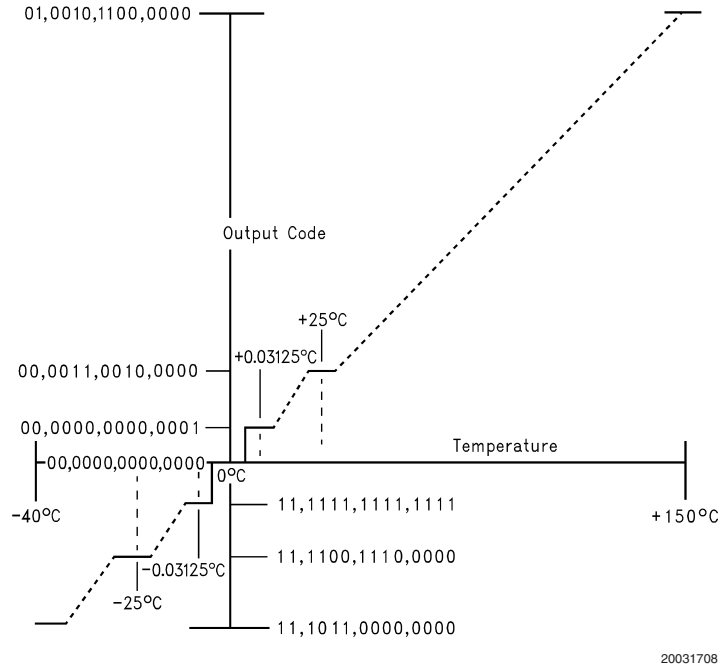 01,0010,1100,0000
Output Code
+25°C
+0.03125°C
00,0011,0010,0000
00,0000,0000,0001
Temperature
00,0000,0000,0000
0°C
-40°C
11,1111,1111,1111
+150°C
11,1100,1110,0000
-0.03125°C
-25°C
11,1011,0000,0000
20031708